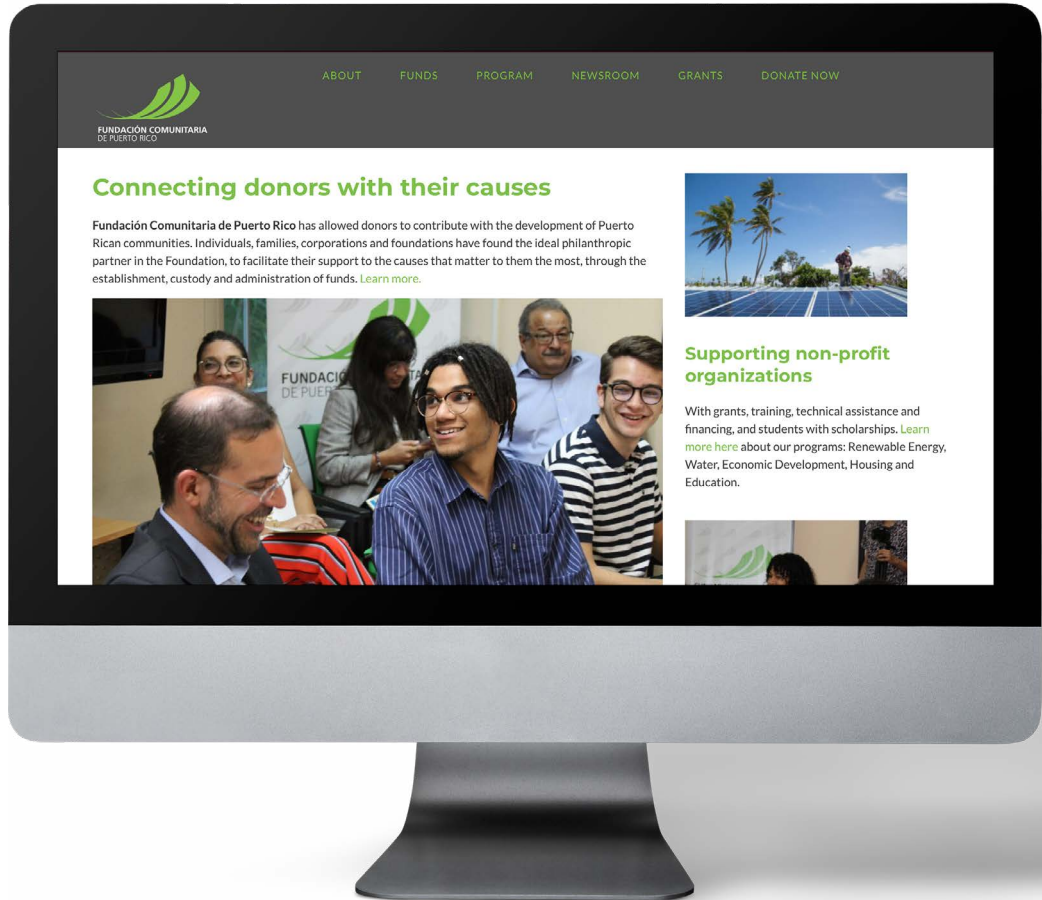 ABOUT FUNDS PROGRAM NEWSROOM GRANTS DONATE NOW
FUNDACIÓN COMUNITARIA
DE PUERTO RICO
Connecting donors with their causes
Fundación Comunitaria de Puerto Rico has allowed donors to contribute with the development of Puerto
Rican communities. Individuals, families, corporations and foundations have found the ideal philanthropic
partner in the Foundation, to facilitate their support to the causes that matter to them the most, through the
establishment, custody and administration of funds. Learn more.
FUNDACI
DE PUER
Supporting non-profit
organizations
With grants, training, technical assistance and
financing, and students with scholarships. Learn
more here about our programs: Renewable Energy,
Water, Economic Development, Housing and
Education.